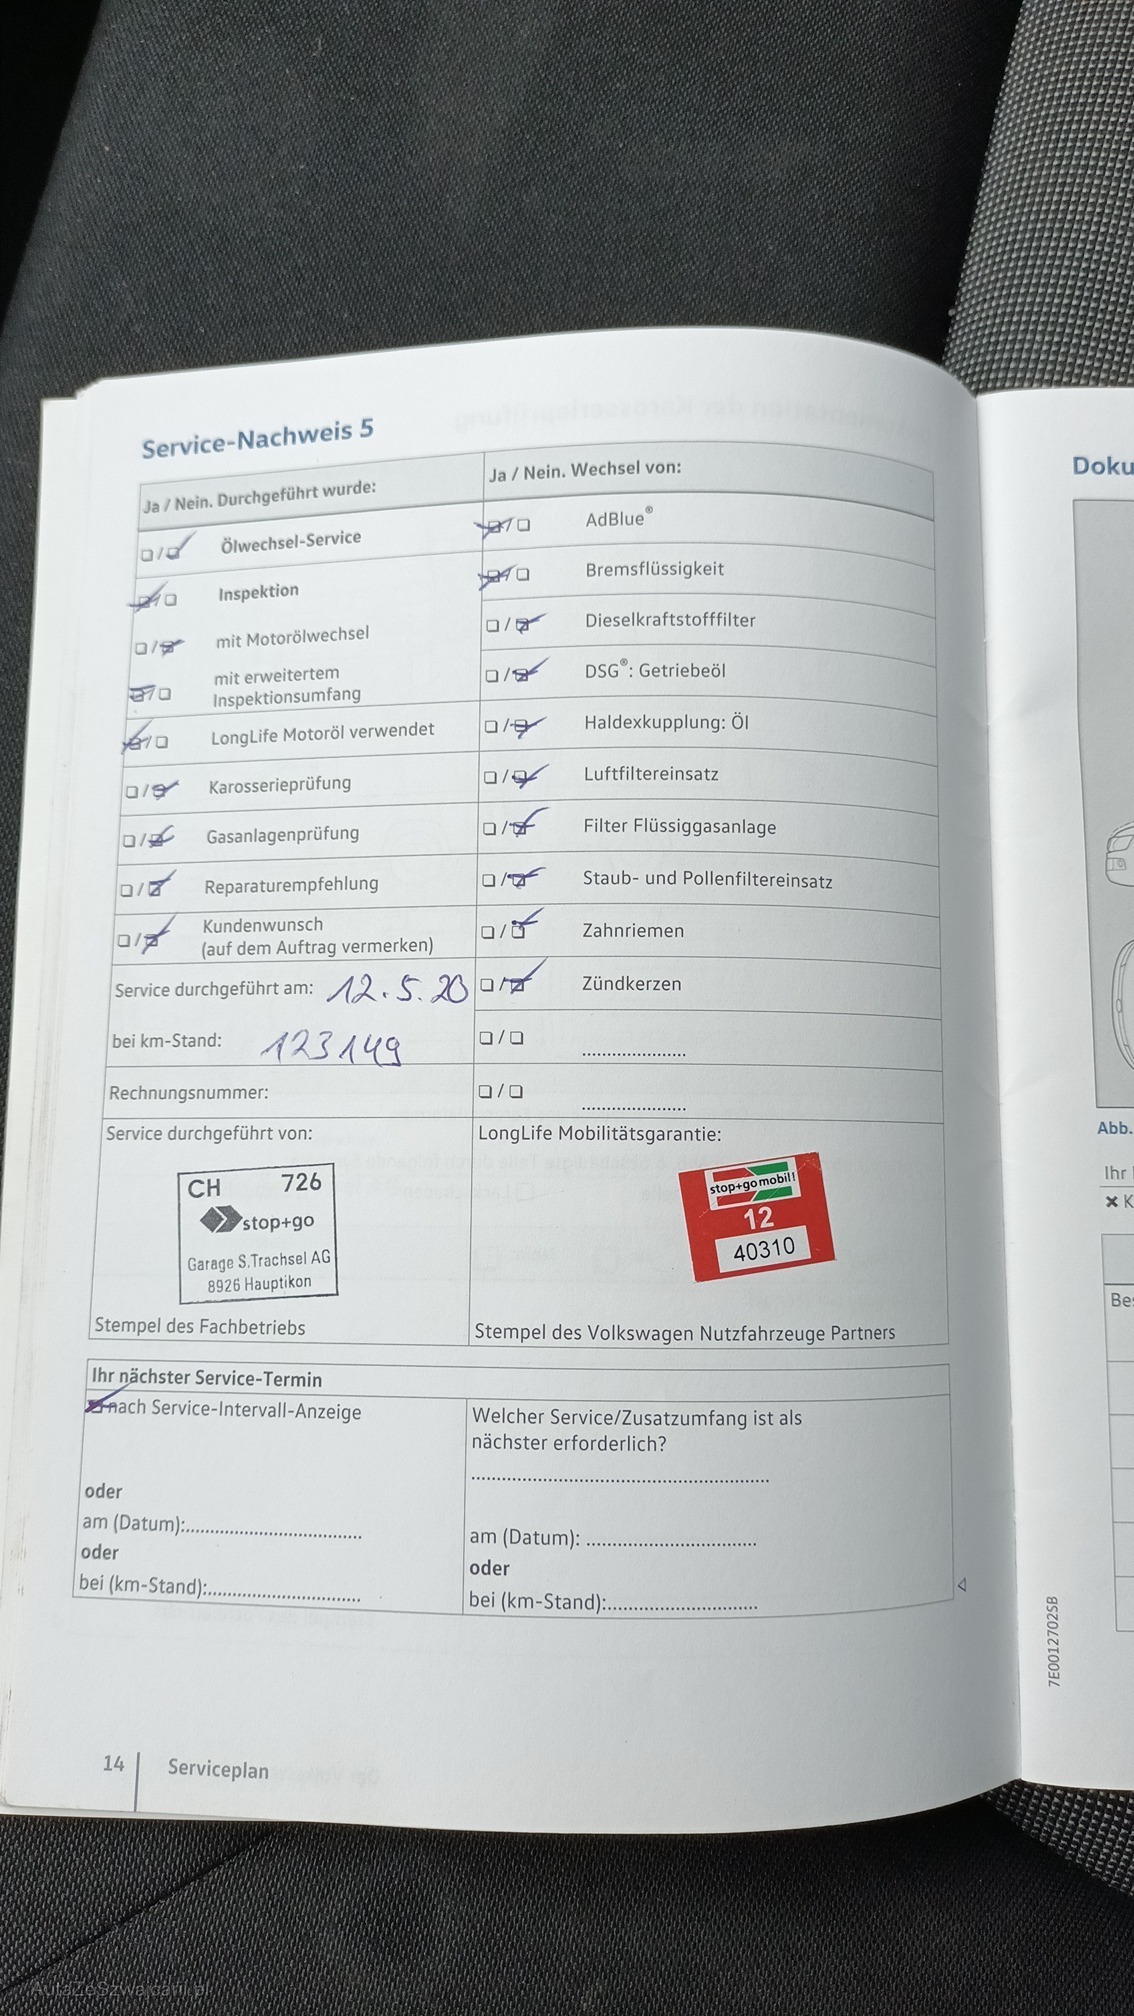 Service-Nachweis 5
Ja / Nein. Durchgeführt wurde:
❏ / ❏ Ölwechsel-Service
❏ / ❏ Inspektion
❏ / ❏ mit Motorölwechsel
❏ / ❏ mit erweitertem
Inspektionsumfang
❏ / ❏ LongLife Motoröl verwendet
❏ / ❏ Karosserieprüfung
❏ / ❏ Gasanlagenprüfung
❏ / ❏ Reparaturempfehlung
❏ / ❏ Kundenwunsch
(auf dem Auftrag vermerken)
Service durchgeführt am: 12.5.20
bei km-Stand: 123149
Rechnungsnummer:
Service durchgeführt von:
CH 726
stop+go
Garage S.Trachsel AG
8926 Hauptikon
Stempel des Fachbetriebs
Ja / Nein. Wechsel von:
❏ / ❏ AdBlue®
❏ / ❏ Bremsflüssigkeit
❏ / ❏ Dieselkraftstofffilter
❏ / ❏ DSG®: Getriebeöl
❏ / ❏ Haldexkupplung: Öl
❏ / ❏ Luftfiltereinsatz
❏ / ❏ Filter Flüssiggasanlage
❏ / ❏ Staub- und Pollenfiltereinsatz
❏ / ❏ Zahnriemen
❏ / ❏ Zündkerzen
❏ / ❏ .....................
❏ / ❏ .....................
LongLife Mobilitätsgarantie:
stop+go mobil!
12
40310
Stempel des Volkswagen Nutzfahrzeuge Partners
Ihr nächster Service-Termin
nach Service-Intervall-Anzeige
oder
am (Datum):...................................
oder
bei (km-Stand):...............................
Welcher Service/Zusatzumfang ist als
nächster erforderlich?
............................................................
am (Datum): ..................................
oder
bei (km-Stand):..............................
14 Serviceplan
Doku
Abb.
Ihr
✖ K
Be
7E0012702SB
AutaZeSzwajcarii.pl